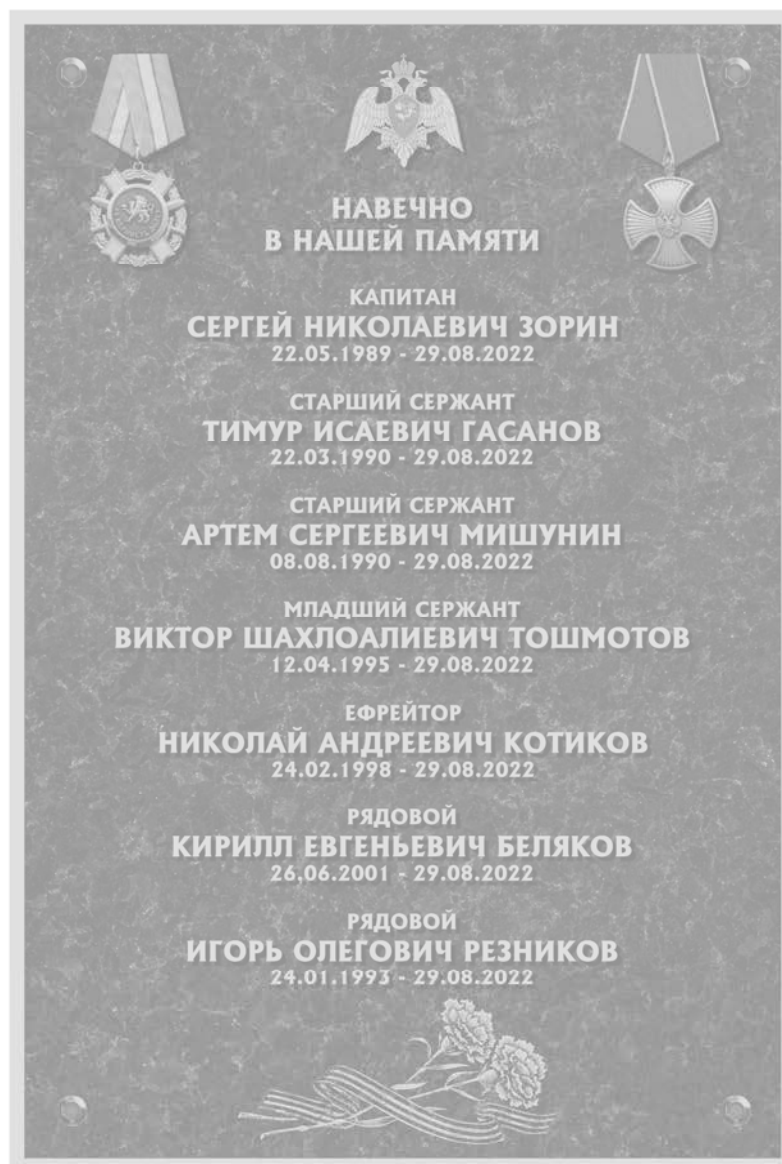 НАВЕЧНО
В НАШЕЙ ПАМЯТИ
КАПИТАН
СЕРГЕЙ НИКОЛАЕВИЧ ЗОРИН
22.05.1989 - 29.08.2022
СТАРШИЙ СЕРЖАНТ
ТИМУР ИСАЕВИЧ ГАСАНОВ
22.03.1990 - 29.08.2022
СТАРШИЙ СЕРЖАНТ
АРТЕМ СЕРГЕЕВИЧ МИШУНИН
08.08.1990 - 29.08.2022
МЛАДШИЙ СЕРЖАНТ
ВИКТОР ШАХЛОАЛИЕВИЧ ТОШМОТОВ
12.04.1995 - 29.08.2022
ЕФРЕЙТОР
НИКОЛАЙ АНДРЕЕВИЧ КОТИКОВ
24.02.1998 - 29.08.2022
РЯДОВОЙ
КИРИЛЛ ЕВГЕНЬЕВИЧ БЕЛЯКОВ
26.06.2001 - 29.08.2022
РЯДОВОЙ
ИГОРЬ ОЛЕГОВИЧ РЕЗНИКОВ
24.01.1993 - 29.08.2022